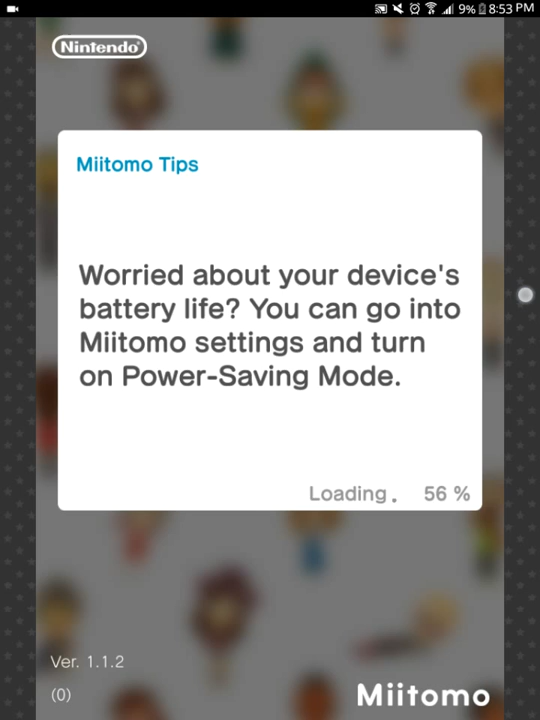 9% 8:53 PM
Nintendo
Miitomo Tips
Worried about your device's
battery life? You can go into
Miitomo settings and turn
on Power-Saving Mode.
Loading. 56 %
Ver. 1.1.2
(0)
Miitomo